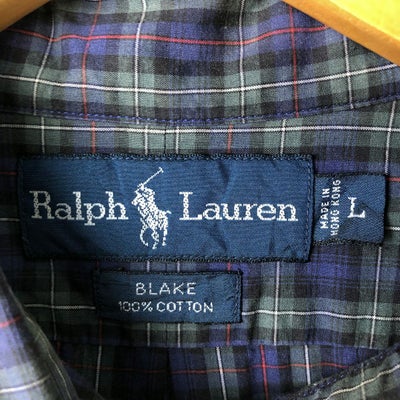 Ralph Lauren
MADE IN
HONG KONG
L
BLAKE
100% COTTON